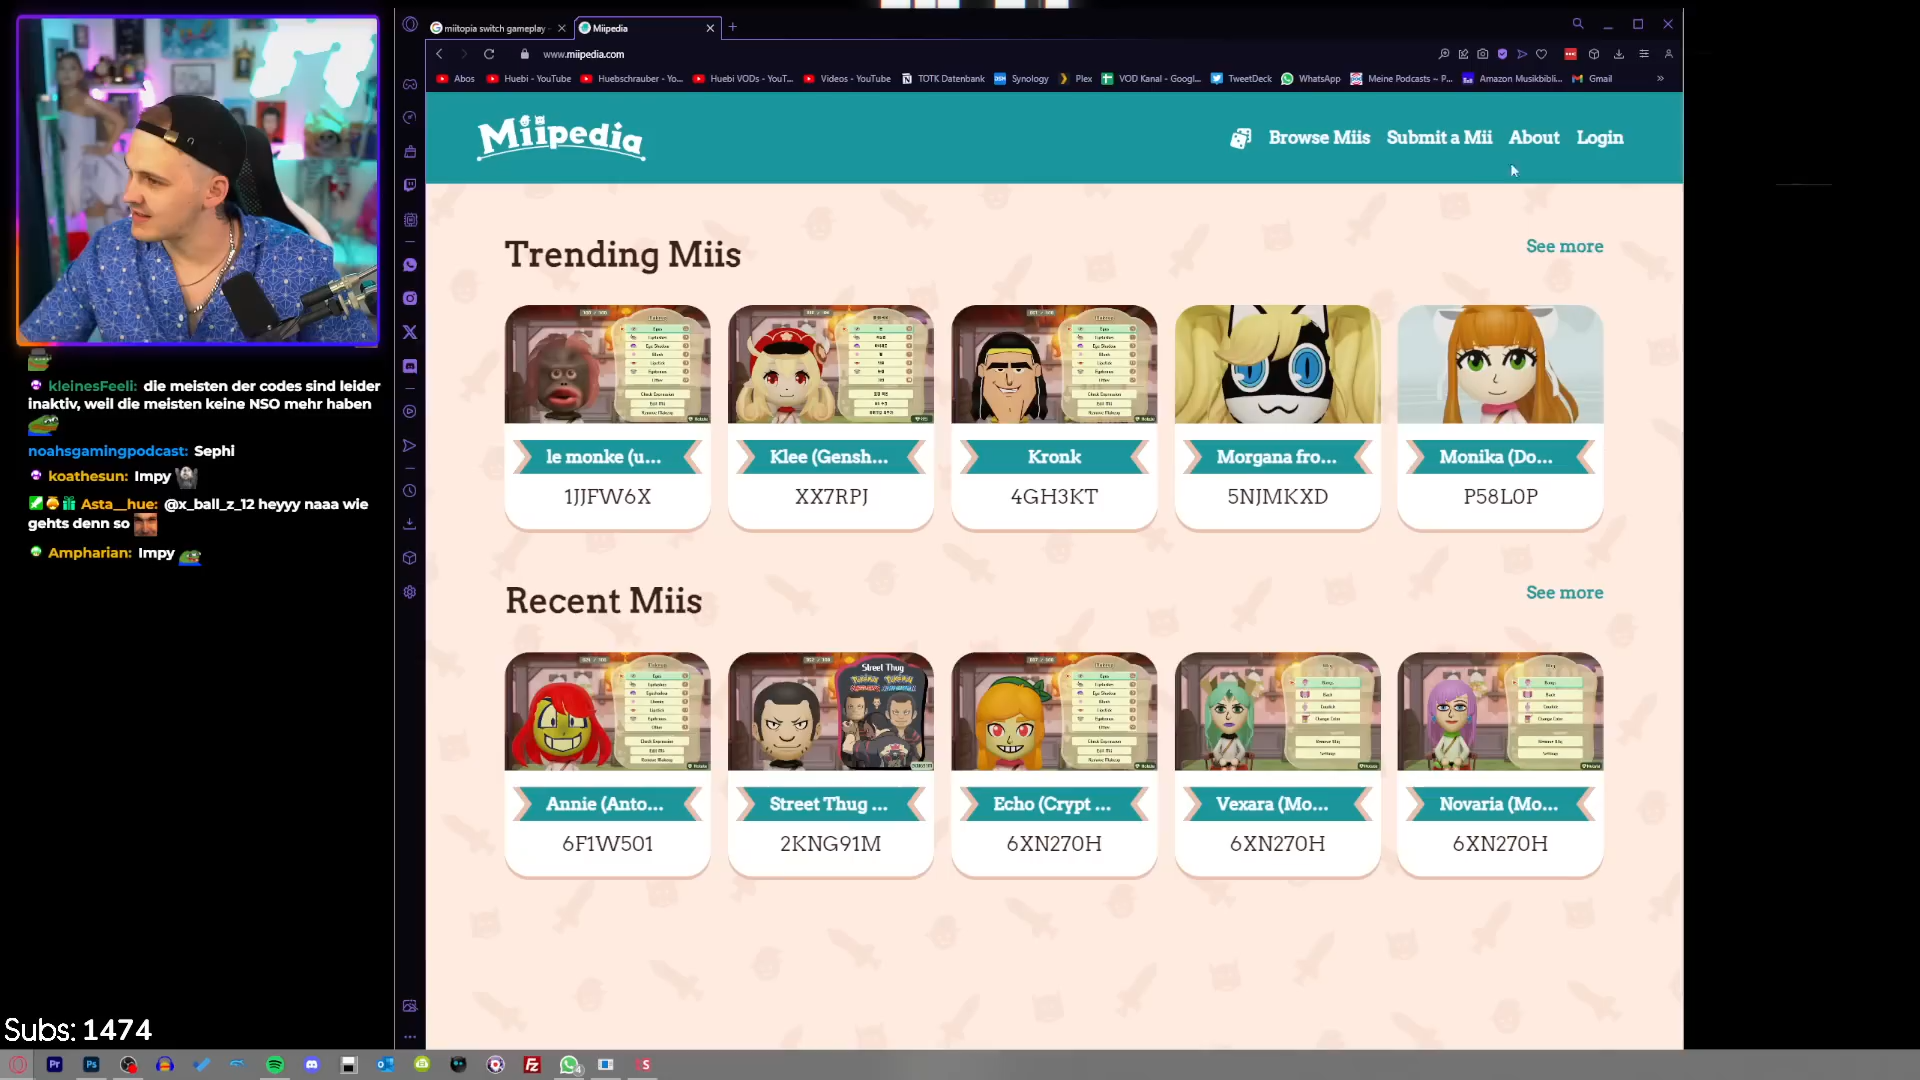 miitopia switch gameplay
Miipedia
www.miipedia.com
Abos
Huebi - YouTube
Huebschrauber - Yo...
Huebi VODs - YouT...
Videos - YouTube
TOTK Datenbank
Synology
Plex
VOD Kanal - Googl...
TweetDeck
WhatsApp
Meine Podcasts ~ P...
Amazon Musikbibli...
Gmail
»
Miipedia
Browse Miis
Submit a Mii
About
Login
Trending Miis
See more
le monke (u...
Klee (Gensh...
Kronk
Morgana fro...
Monika (Do...
1JJFW6X
XX7RPJ
4GH3KT
5NJMKXD
P58L0P
Recent Miis
See more
Street Thug
Annie (Anto...
Street Thug ...
Echo (Crypt ...
Vexara (Mo...
Novaria (Mo...
6F1W501
2KNG91M
6XN270H
6XN270H
6XN270H
kleinesFeeli: die meisten der codes sind leider
inaktiv, weil die meisten keine NSO mehr haben
noahsgamingpodcast: Sephi
koathesun: Impy
Asta__hue: @x_ball_z_12 heyyy naaa wie
gehts denn so
Ampharian: Impy
Subs: 1474